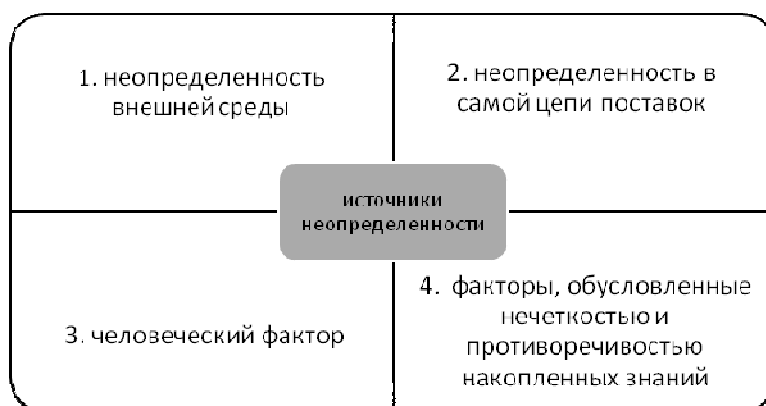 1. неопределенность
внешней среды
2. неопределенность в
самой цепи поставок
источники
неопределенности
3. человеческий фактор
4. факторы, обусловленные
нечеткостью и
противоречивостью
накопленных знаний